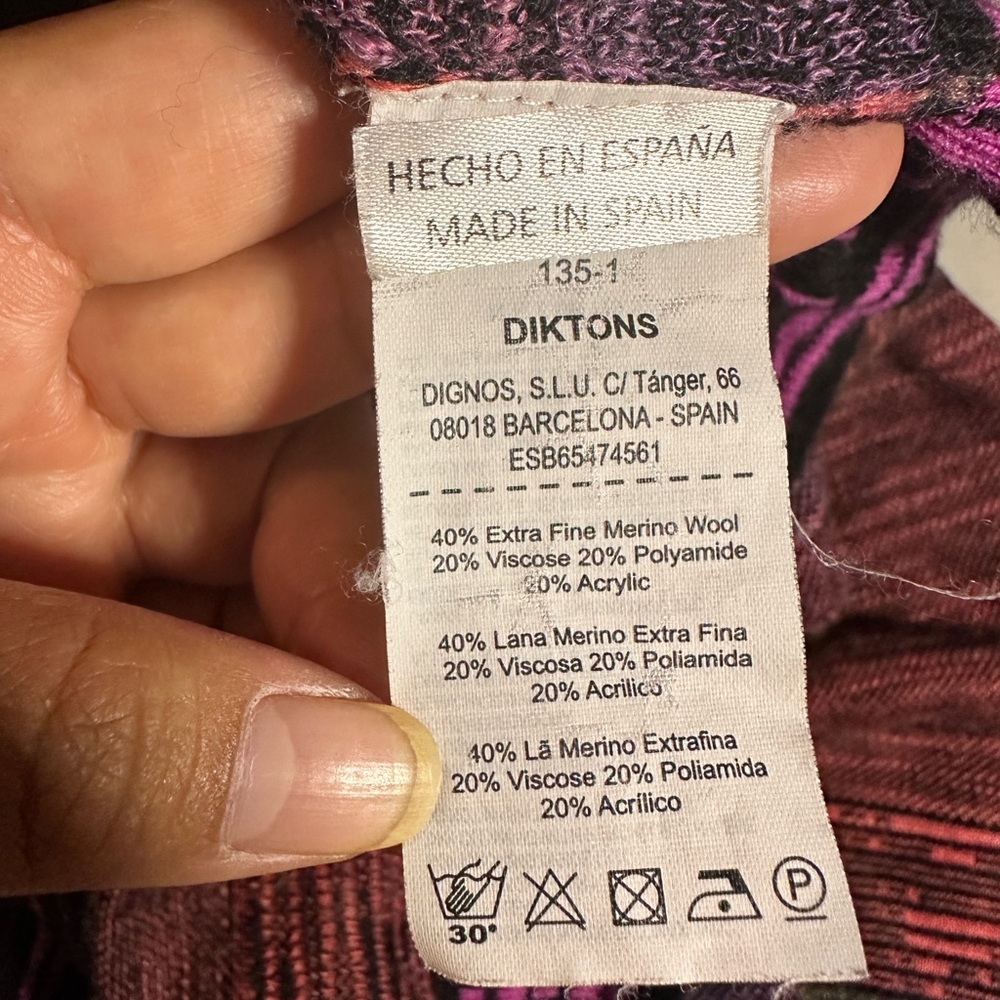 HECHO EN ESPAÑA
MADE IN SPAIN
135-1
DIKTONS
DIGNOS, S.L.U. C/ Tánger, 66
08018 BARCELONA - SPAIN
ESB65474561
40% Extra Fine Merino Wool
20% Viscose 20% Polyamide
20% Acrylic
40% Lana Merino Extra Fina
20% Viscosa 20% Poliamida
20% Acrilico
40% Lã Merino Extrafina
20% Viscose 20% Poliamida
20% Acrílico
30°
P